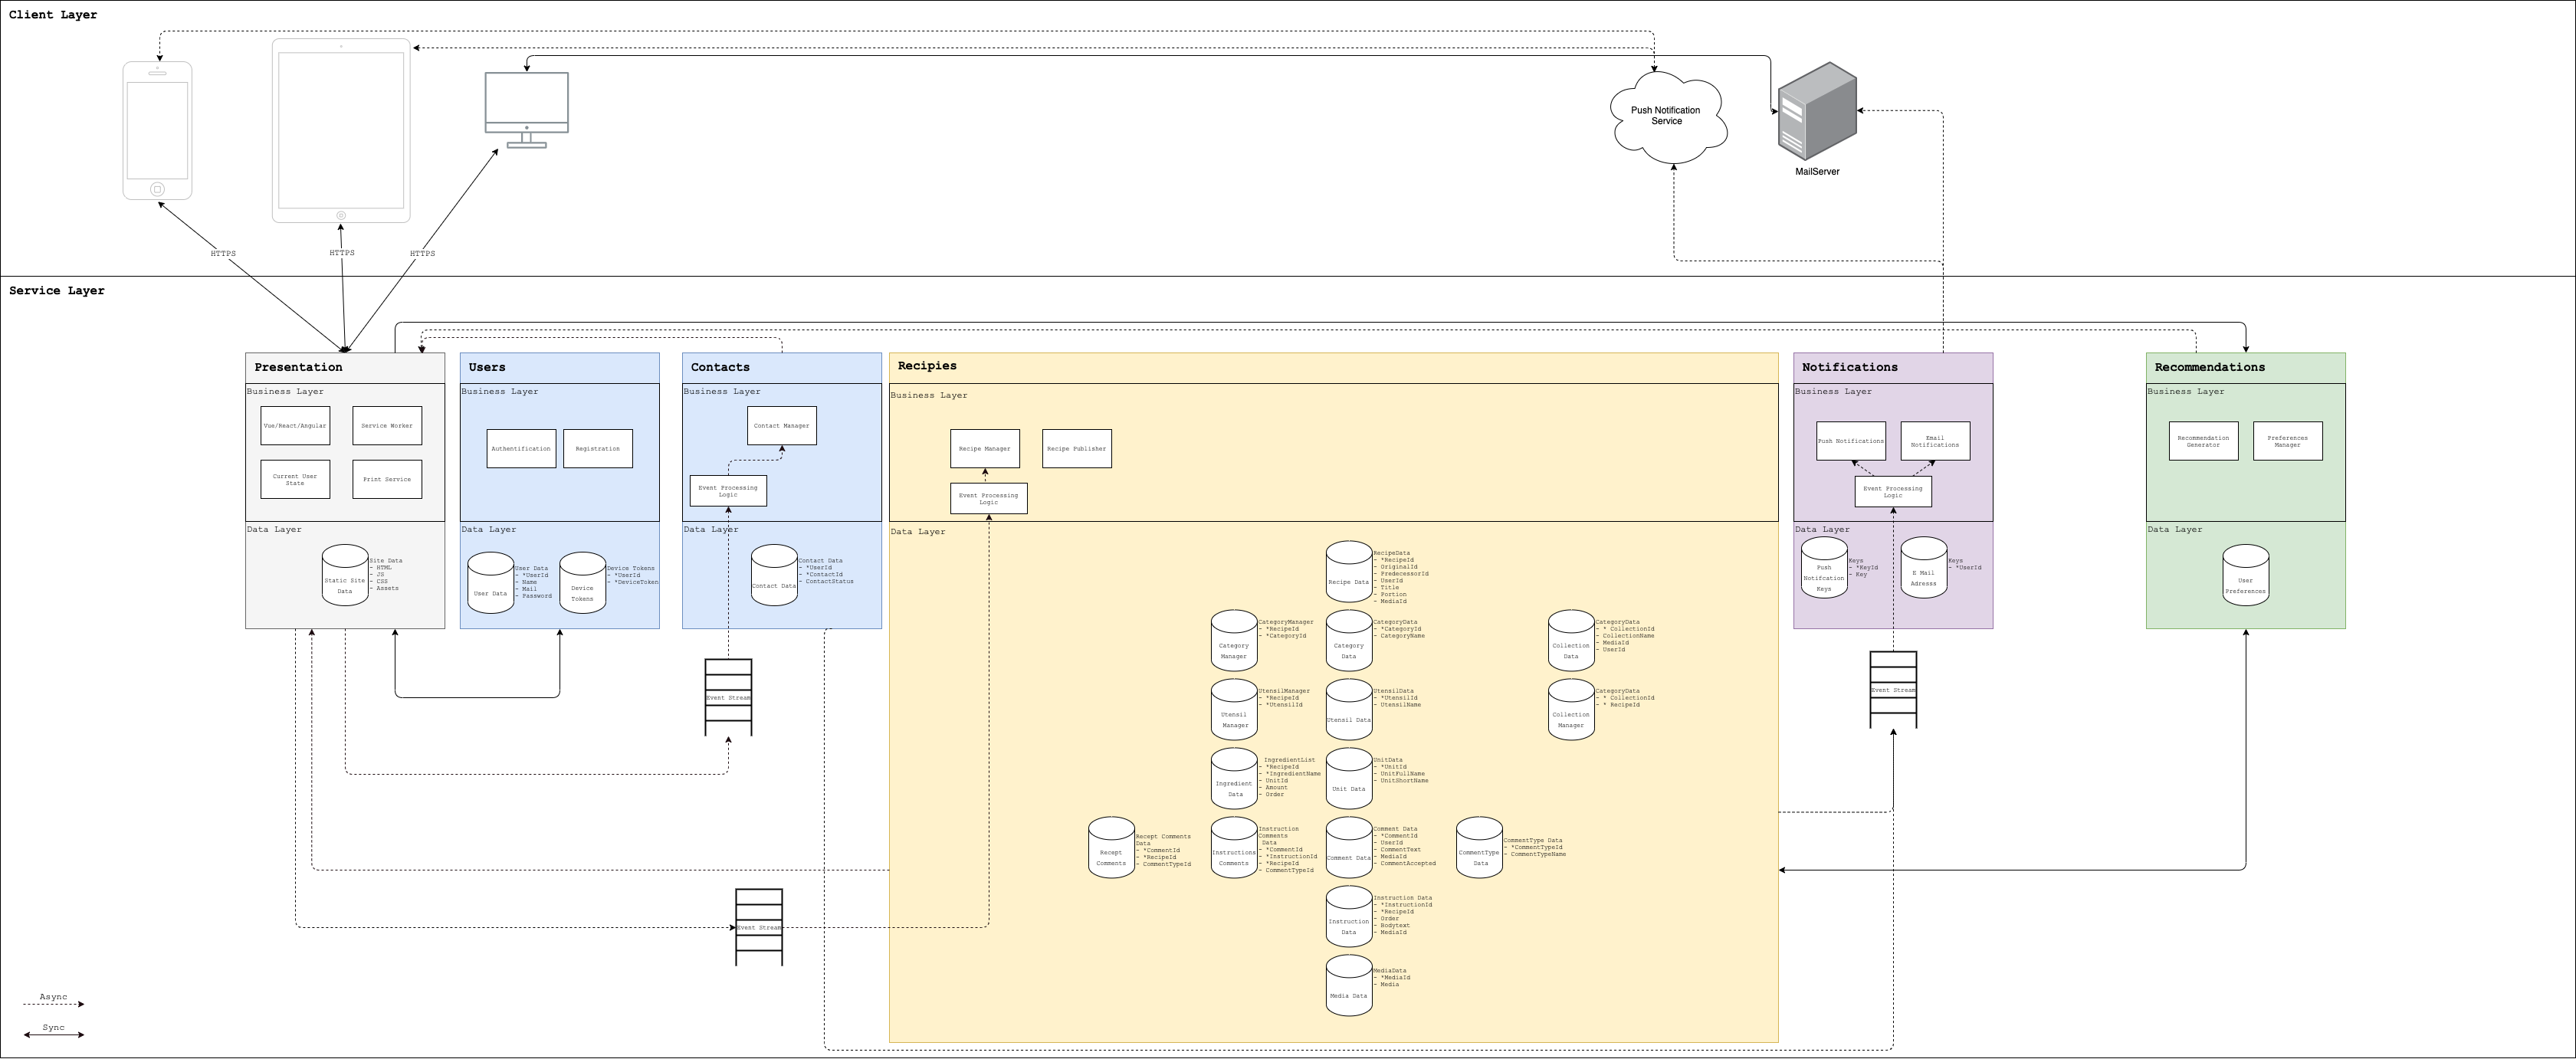 Client Layer
Push Notification
Service
MailServer
HTTPS
HTTPS
HTTPS
Service Layer
Presentation
Business Layer
Vue/React/Angular
Service Worker
Current User
State
Print Service
Data Layer
Static Site
Data
Site Data
- HTML
- JS
- CSS
- Assets
Users
Business Layer
Authentification
Registration
Data Layer
User Data
User Data
- *UserId
- Name
- Mail
- Password
Device
Tokens
Device Tokens
- *UserId
- *DeviceToken
Contacts
Business Layer
Contact Manager
Event Processing
Logic
Data Layer
Contact Data
Contact Data
- *UserId
- *ContactId
- ContactStatus
Event Stream
Event Stream
Recipies
Business Layer
Recipe Manager
Recipe Publisher
Event Processing
Logic
Data Layer
Recipe Data
RecipeData
- *RecipeId
- OriginalId
- PredecessorId
- UserId
- Title
- Portion
- MediaId
Category
Manager
CategoryManager
- *RecipeId
- *CategoryId
Category
Data
CategoryData
- *CategoryId
- CategoryName
Collection
Data
CategoryData
- * CollectionId
- CollectionName
- MediaId
- UserId
Utensil
Manager
UtensilManager
- *RecipeId
- *UtensilId
Utensil Data
UtensilData
- *UtensilId
- UtensilName
Collection
Manager
CategoryData
- * CollectionId
- * RecipeId
Ingredient
Data
IngredientList
- *RecipeId
- *IngredientName
- UnitId
- Amount
- Order
Unit Data
UnitData
- *UnitId
- UnitFullName
- UnitShortName
Recept
Comments
Recept Comments
Data
- *CommentId
- *RecipeId
- CommentTypeId
Instructions
Comments
Instruction
Comments
Data
- *CommentId
- *InstructionId
- *RecipeId
- CommentTypeId
Comment Data
Comment Data
- *CommentId
- UserId
- CommentText
- MediaId
- CommentAccepted
CommentType
Data
CommentType Data
- *CommentTypeId
- CommentTypeName
Instruction
Data
Instruction Data
- *InstructionId
- *RecipeId
- Order
- Bodytext
- MediaId
Media Data
MediaData
- *MediaId
- Media
Notifications
Business Layer
Push Notifications
Email
Notifications
Event Processing
Logic
Data Layer
Push
Notifcation
Keys
Keys
- *KeyId
- Key
E Mail
Adresss
Keys
- *UserId
Event Stream
Recommendations
Business Layer
Recommendation
Generator
Preferences
Manager
Data Layer
User
Preferences
Async
Sync